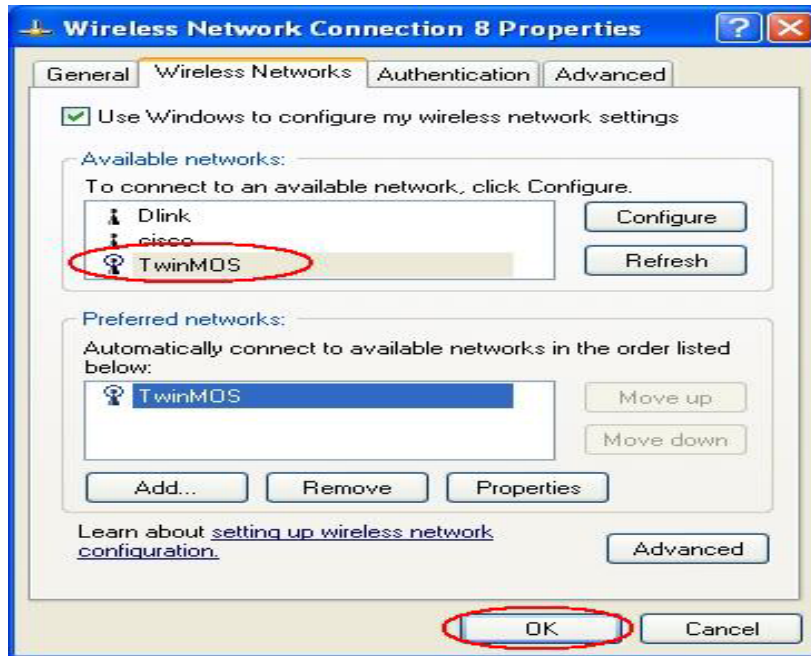 Wireless Network Connection 8 Properties
General Wireless Networks Authentication Advanced
Use Windows to configure my wireless network settings
Available networks:
To connect to an available network, click Configure.
Dlink
Configure
cisco
TwinMOS
Refresh
Preferred networks:
Automatically connect to available networks in the order listed
below:
TwinMOS
Move up
Move down
Add... Remove Properties
Learn about setting up wireless network
configuration.
Advanced
OK Cancel